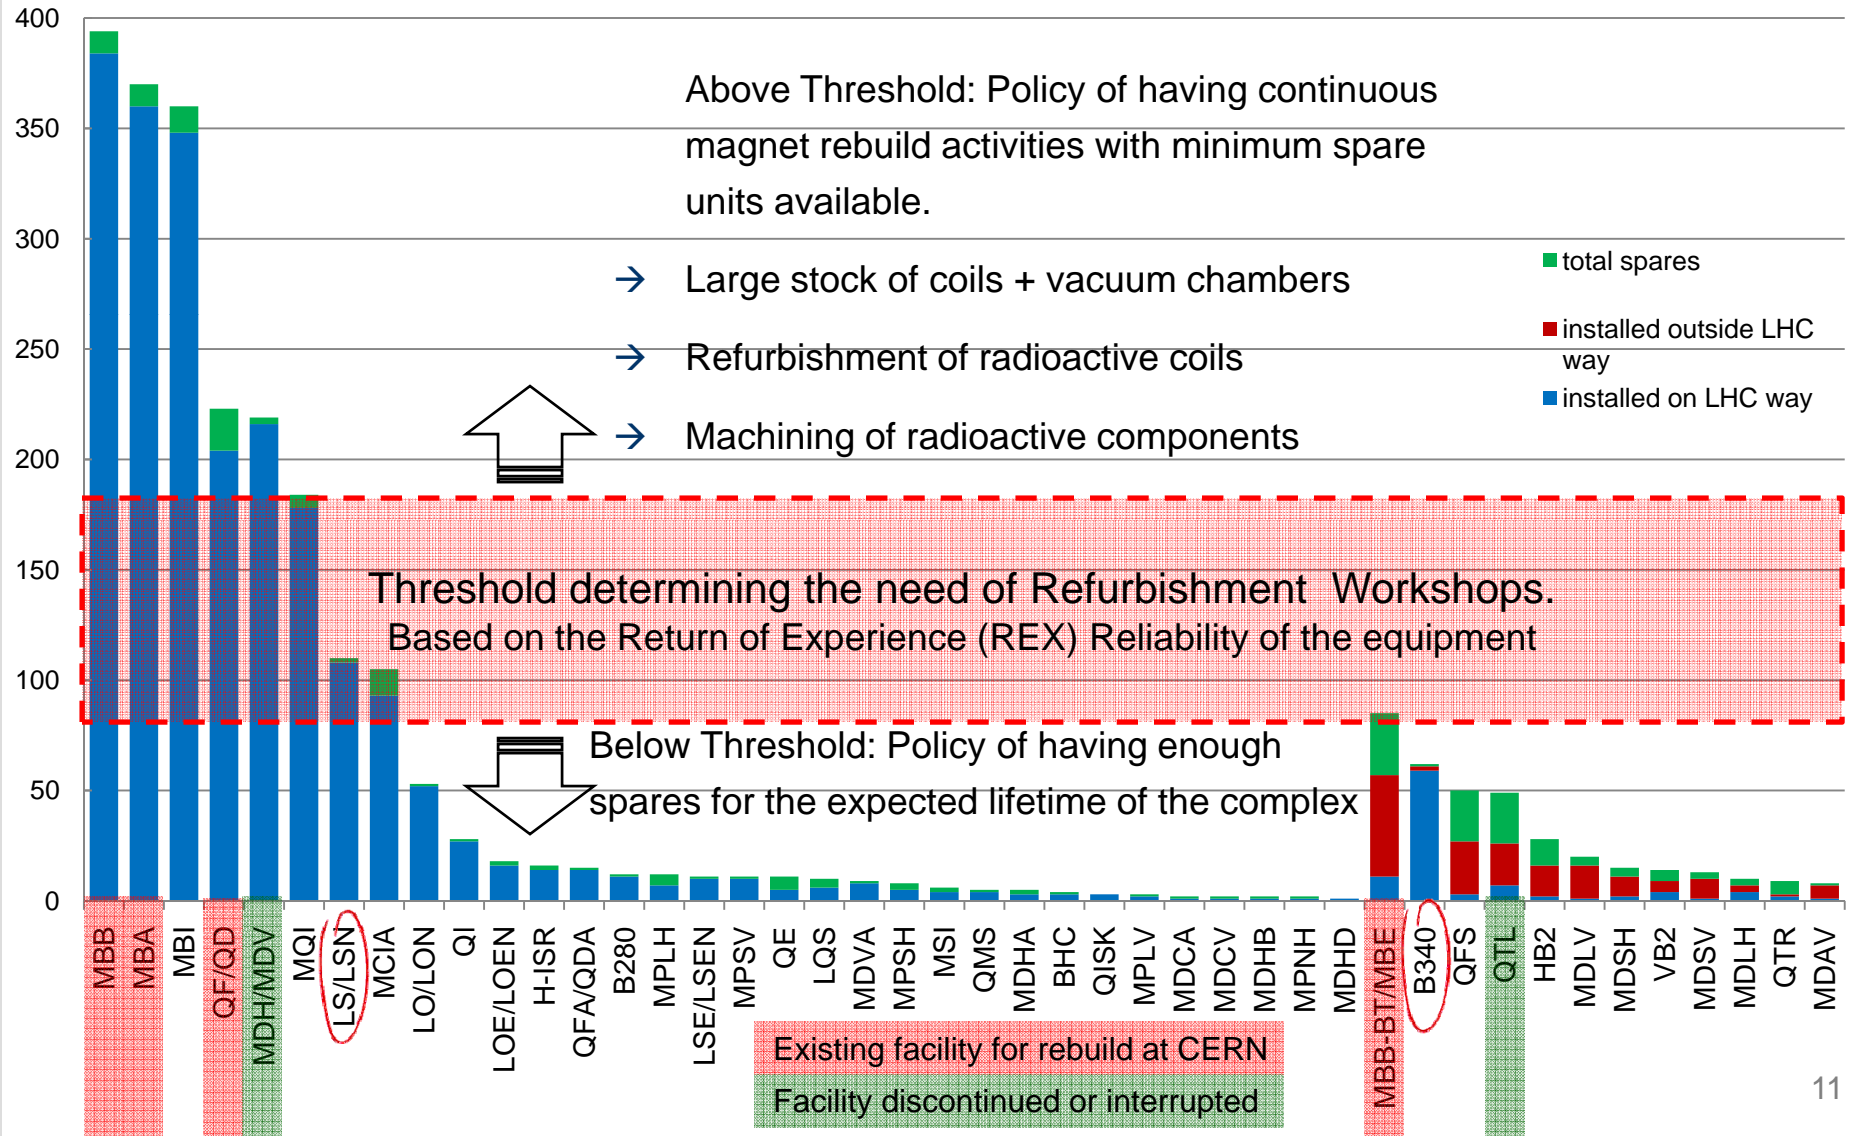 400
350
300
250
200
150
100
50
0
Above Threshold: Policy of having continuous
magnet rebuild activities with minimum spare
units available.
→ Large stock of coils + vacuum chambers
→ Refurbishment of radioactive coils
→ Machining of radioactive components
total spares
installed outside LHC
way
installed on LHC way
Threshold determining the need of Refurbishment Workshops.
Based on the Return of Experience (REX) Reliability of the equipment
Below Threshold: Policy of having enough
spares for the expected lifetime of the complex
MBB
MBA
MBI
QF/QD
MDH/MDV
MQI
LS/LSN
MCIA
LO/LON
QI
LOE/LOEN
H-ISR
QFA/QDA
B280
MPLH
LSE/LSEN
MPSV
QE
LQS
MDVA
MPSH
MSI
QMS
MDHA
BHC
QISK
MPLV
MDCA
MDCV
MDHB
MPNH
MDHD
MBB-BT/MBE
B340
QFS
QTL
HB2
MDLV
MDSH
VB2
MDSV
MDLH
QTR
MDAV
Existing facility for rebuild at CERN
Facility discontinued or interrupted
11